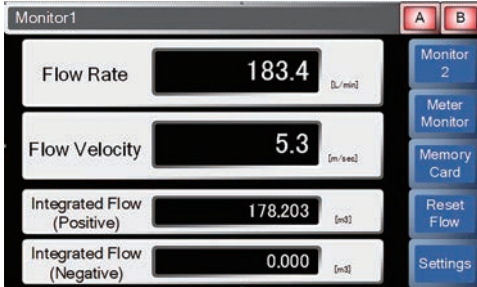 Monitor1
A B
Flow Rate 183.4 [L/min]
Monitor
2
Flow Velocity 5.3 [m/sec]
Meter
Monitor
Memory
Card
Integrated Flow
(Positive) 178.203 [m3]
Reset
Flow
Integrated Flow
(Negative) 0.000 [m3]
Settings